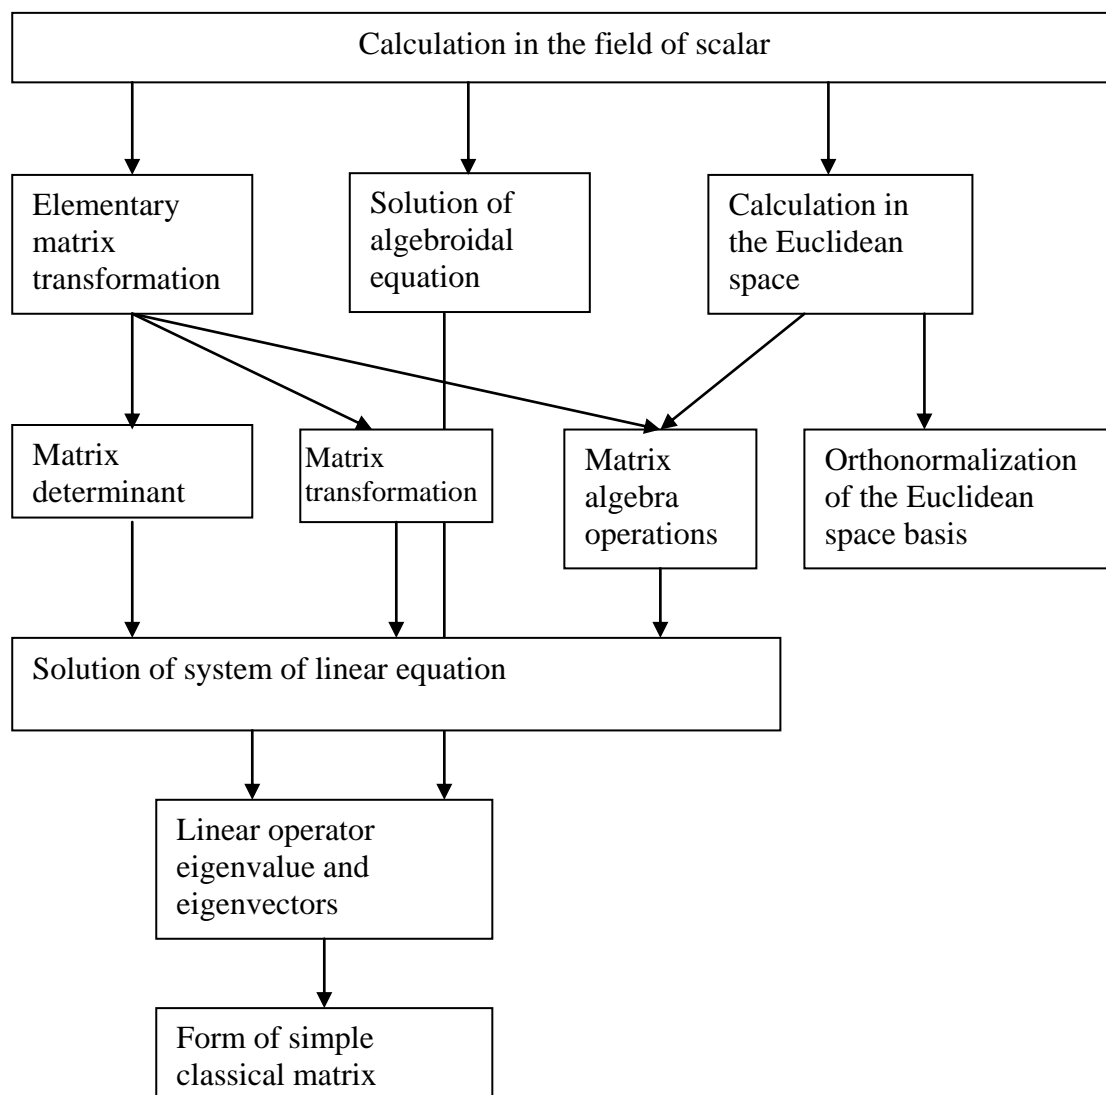 Calculation in the field of scalar
Elementary
matrix
transformation
Solution of
algebroidal
equation
Calculation in
the Euclidean
space
Matrix
determinant
Matrix
transformation
Matrix
algebra
operations
Orthonormalization
of the Euclidean
space basis
Solution of system of linear equation
Linear operator
eigenvalue and
eigenvectors
Form of simple
classical matrix